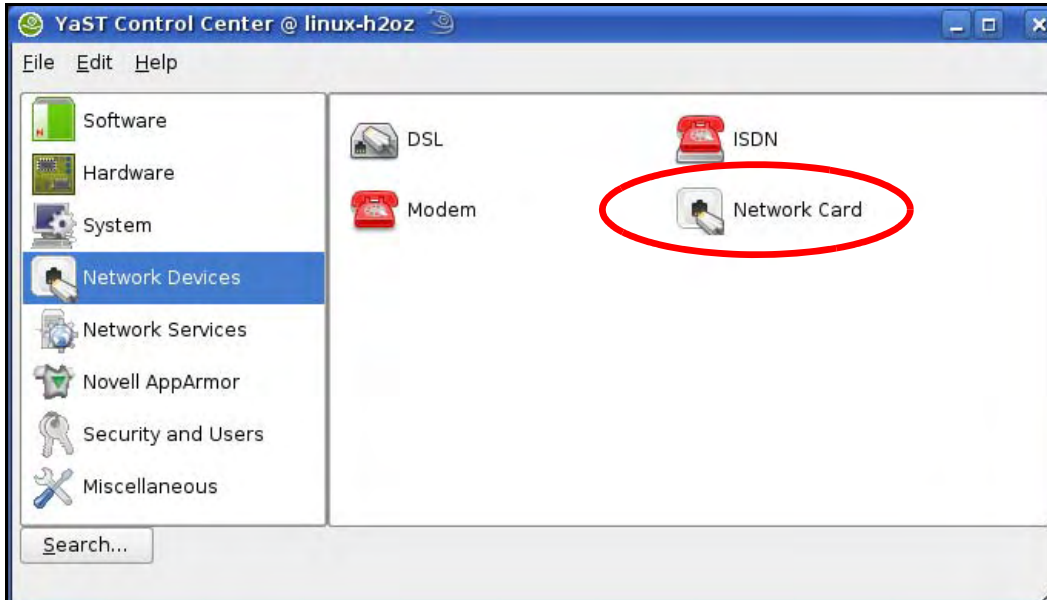 YaST Control Center @ linux-h2oz
File Edit Help
Software
Hardware
System
Network Devices
Network Services
Novell AppArmor
Security and Users
Miscellaneous
DSL
ISDN
Modem
Network Card
Search...